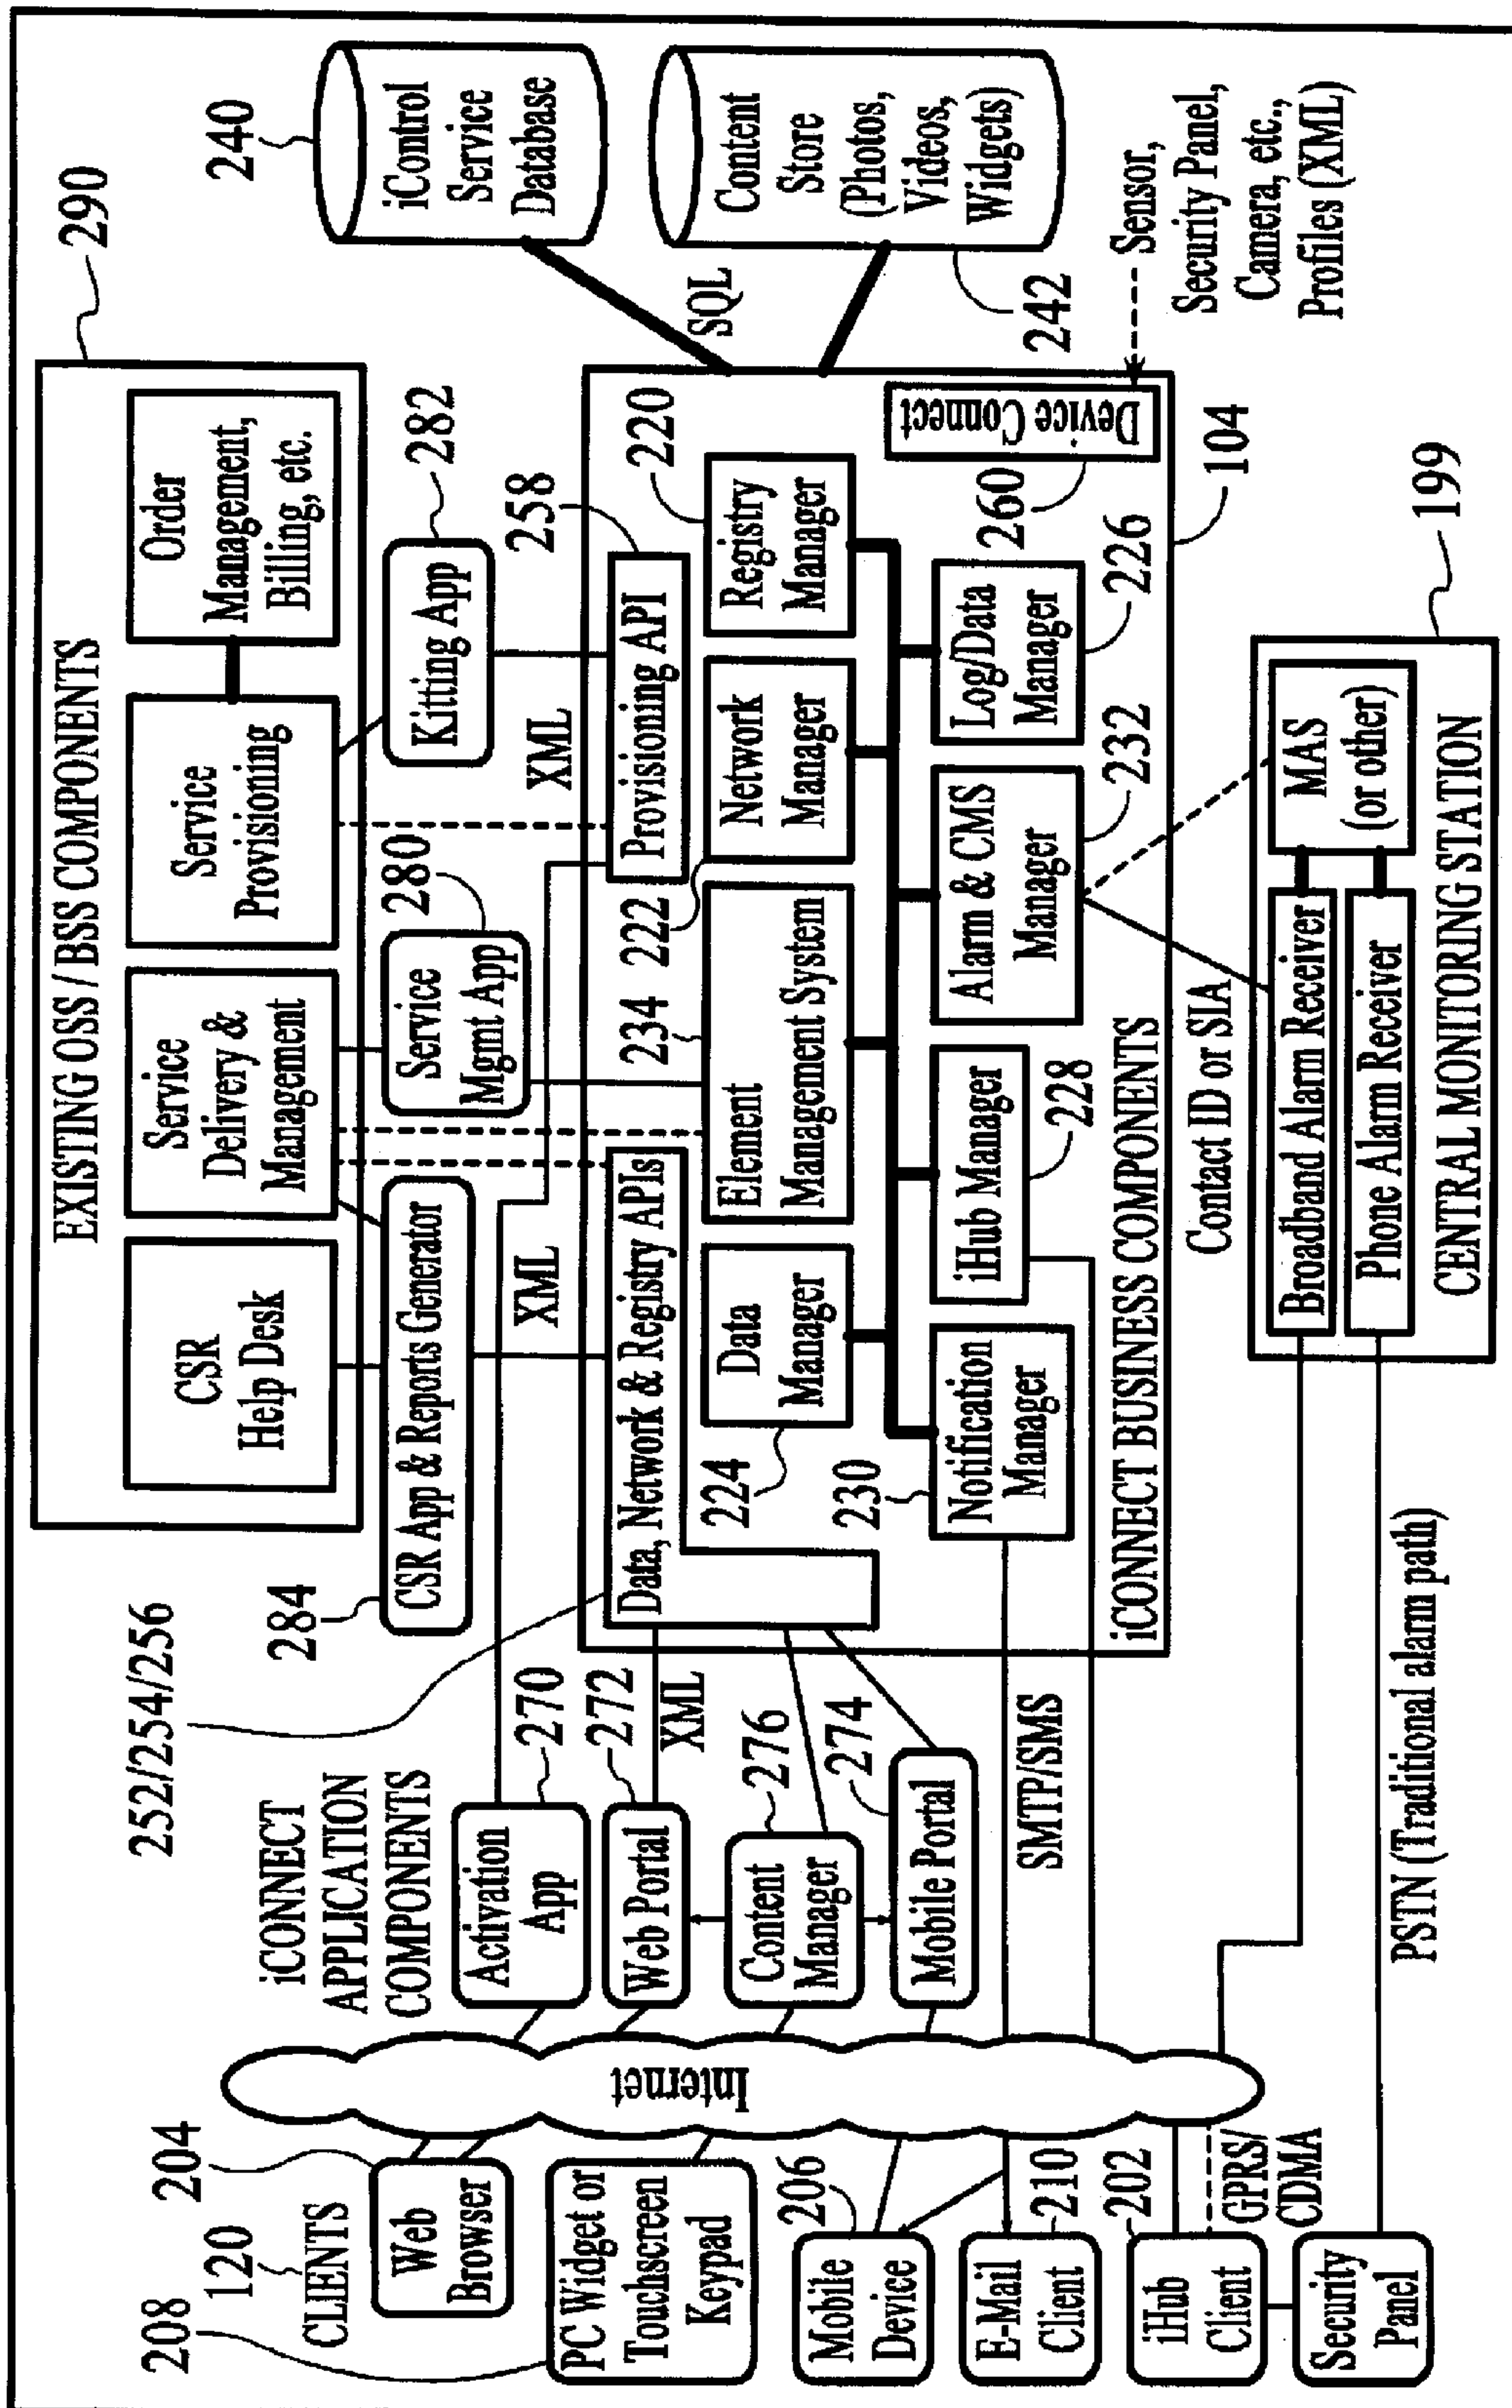 290
EXISTING OSS / BSS COMPONENTS
CSR
Help Desk
Service
Delivery &
Management
Service
Provisioning
Order
Management,
Billing, etc.
240
iControl
Service
Database
Content
Store
(Photos,
Videos,
Widgets)
242
SQL
Sensor,
Security Panel,
Camera, etc.,
Profiles (XML)
252/254/256
284
CSR App & Reports Generator
280
Service
Mgmt App
282
Kitting App
XML
XML
258
Provisioning API
Data, Network & Registry APIs
234
222
220
Data
Manager
Element
Management System
Network
Manager
Registry
Manager
224
230
Notification
Manager
iHub Manager
228
Alarm & CMS
Manager
232
Log/Data
Manager
226
260
Device Connect
104
iCONNECT BUSINESS COMPONENTS
iCONNECT
APPLICATION
COMPONENTS
Activation
App
270
Web Portal
272
XML
Content
Manager
276
Mobile Portal
274
SMTP/SMS
Internet
208
120
204
CLIENTS
Web
Browser
PC Widget or
Touchscreen
Keypad
206
Mobile
Device
E-Mail
Client
210
202
iHub
Client
GPRS/
CDMA
Security
Panel
PSTN (Traditional alarm path)
Contact ID or SIA
199
Broadband Alarm Receiver
Phone Alarm Receiver
MAS
(or other)
CENTRAL MONITORING STATION